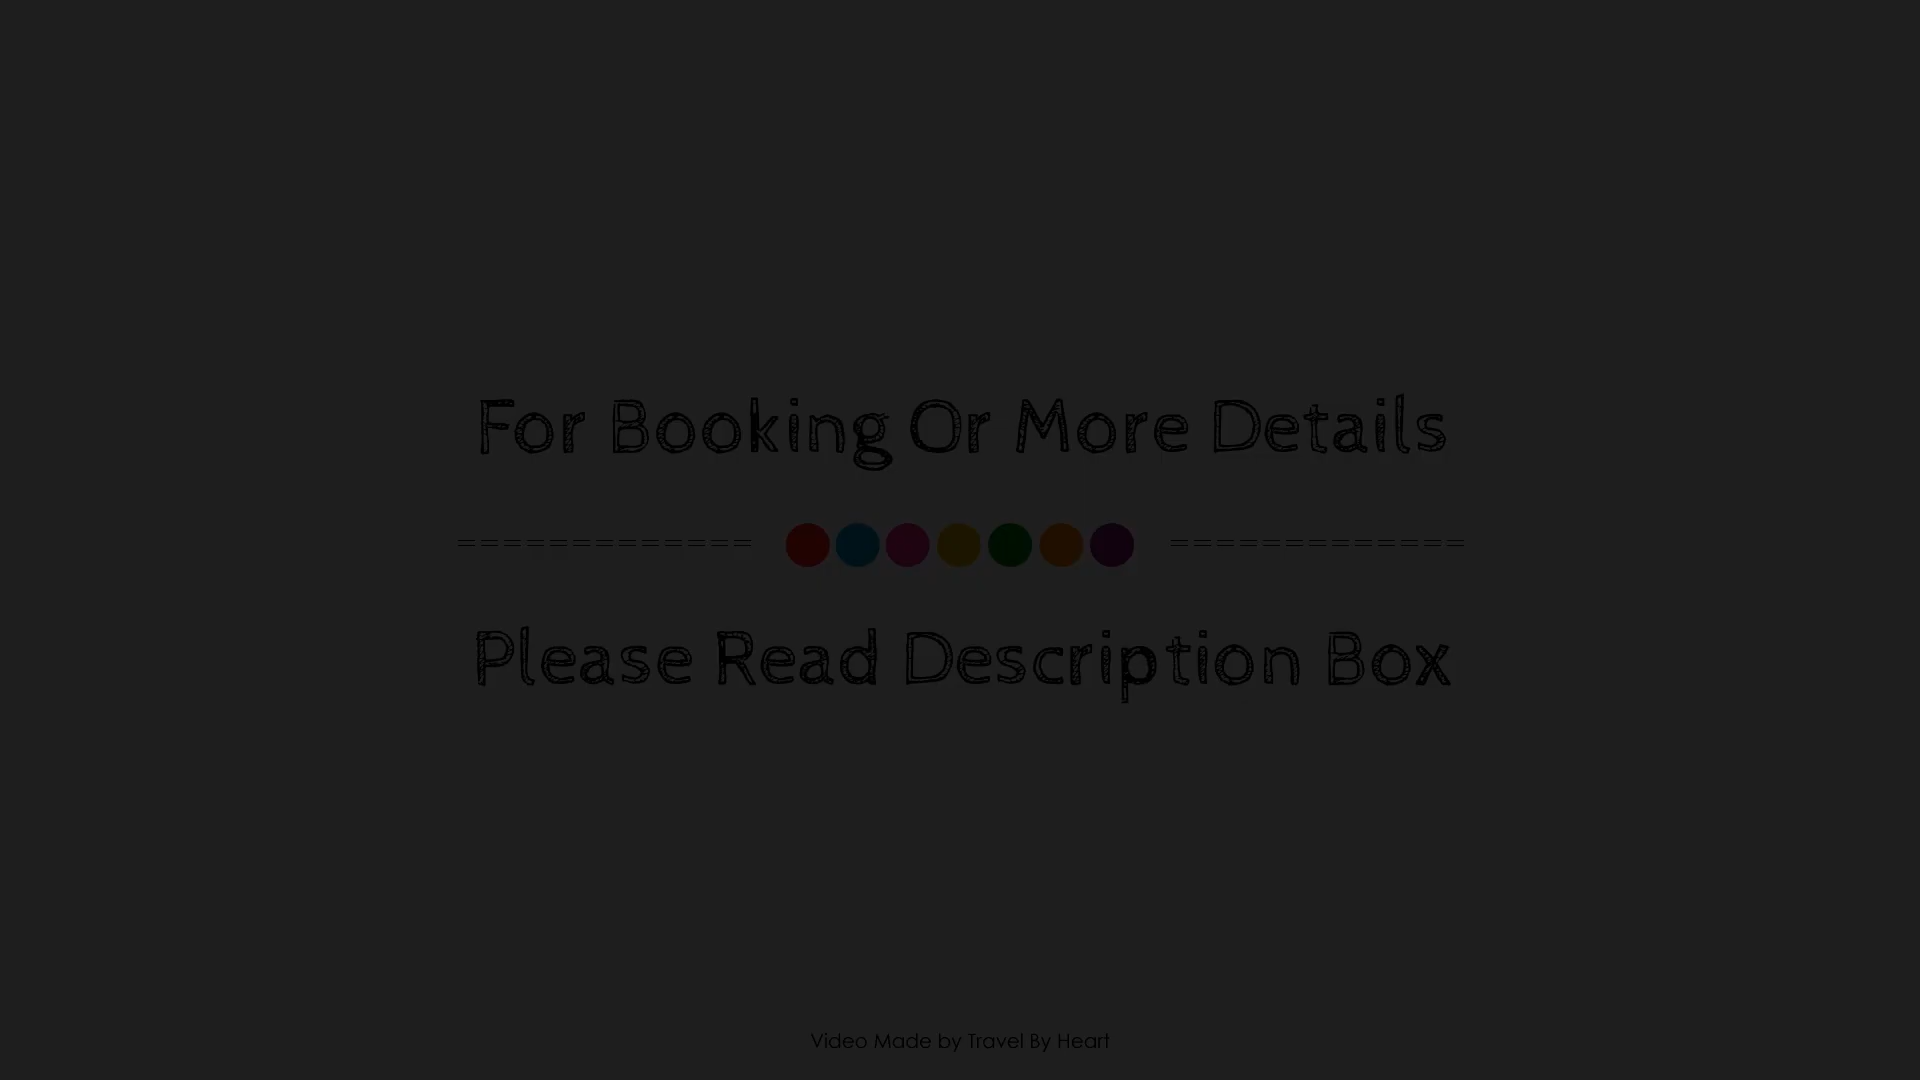 For Booking Or More Details
============= =============
Please Read Description Box
Video Made by Travel By Heart